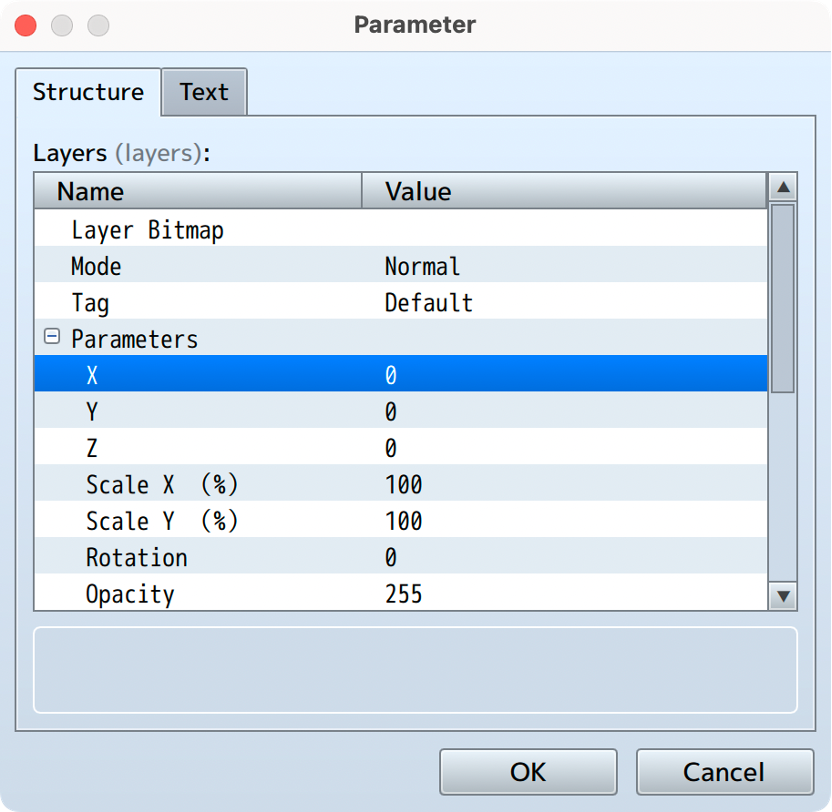 Parameter
Structure Text
Layers (layers):
Name Value
Layer Bitmap
Mode Normal
Tag Default
Parameters
X 0
Y 0
Z 0
Scale X (%) 100
Scale Y (%) 100
Rotation 0
Opacity 255
OK Cancel